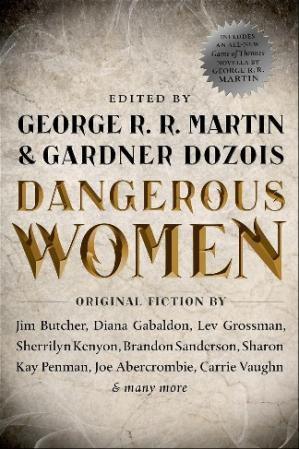 INCLUDES
AN ALL-NEW
Game of Thrones
NOVELLA BY
GEORGE R. R.
MARTIN
EDITED BY
GEORGE R. R. MARTIN
& GARDNER DOZOIS
DANGEROUS
WOMEN
ORIGINAL FICTION BY
Jim Butcher, Diana Gabaldon, Lev Grossman,
Sherrilyn Kenyon, Brandon Sanderson, Sharon
Kay Penman, Joe Abercrombie, Carrie Vaughn
& many more